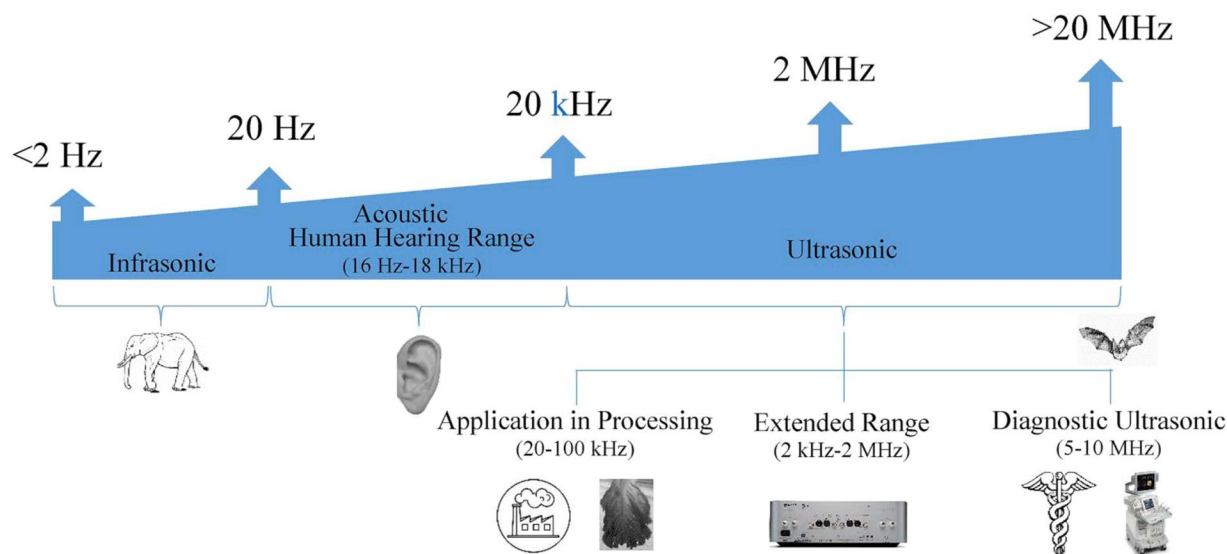 >20 MHz
2 MHz
20 kHz
20 Hz
<2 Hz
Acoustic
Human Hearing Range
(16 Hz-18 kHz)
Infrasonic
Ultrasonic
Application in Processing
(20-100 kHz)
Extended Range
(2 kHz-2 MHz)
Diagnostic Ultrasonic
(5-10 MHz)